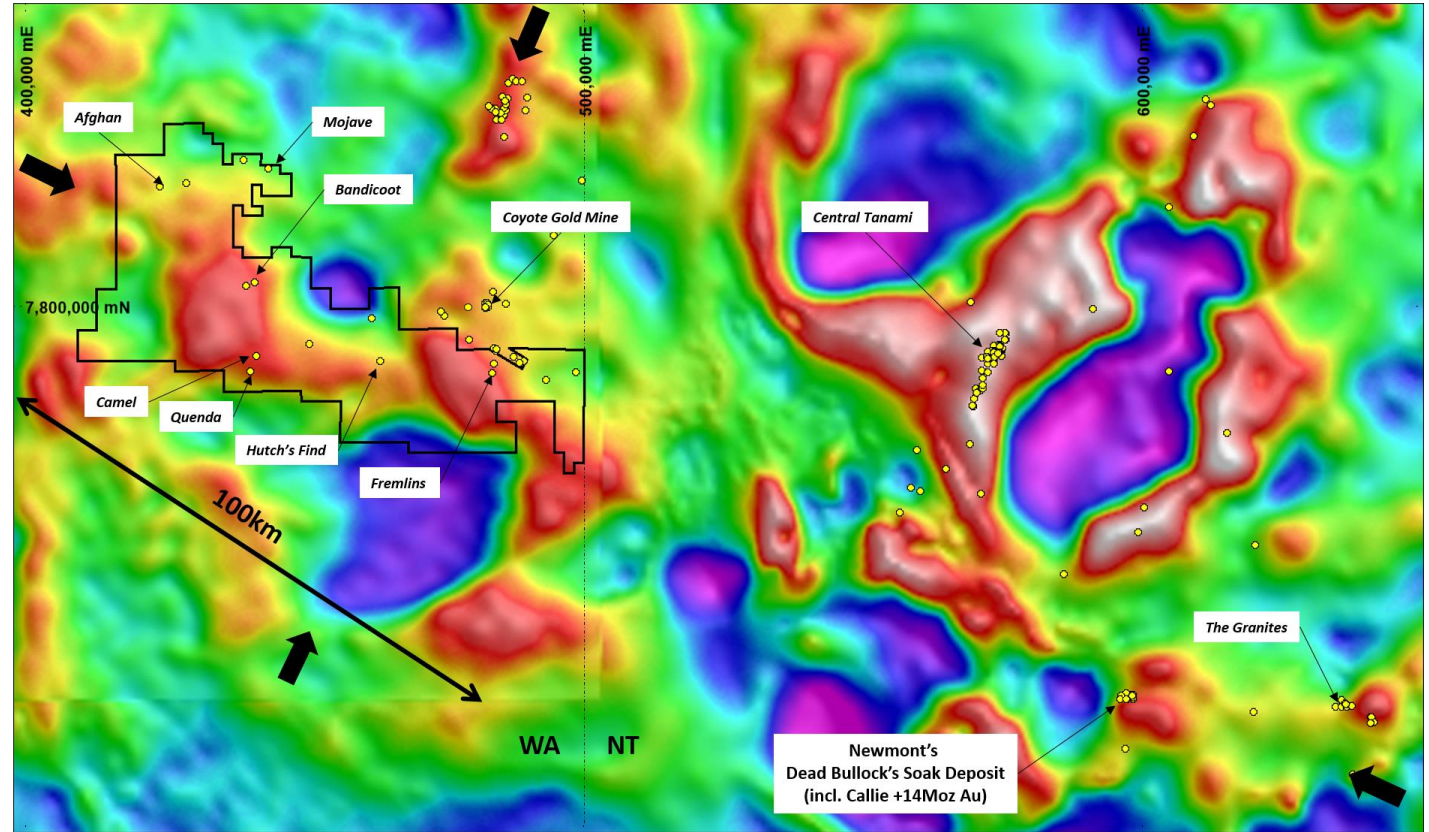 400,000 mE
500,000 mE
600,000 mE
Afghan
Mojave
Bandicoot
Coyote Gold Mine
Central Tanami
7,800,000 mN
Camel
Quenda
Hutch's Find
Fremlins
100km
The Granites
WA
NT
Newmont's
Dead Bullock's Soak Deposit
(incl. Callie +14Moz Au)